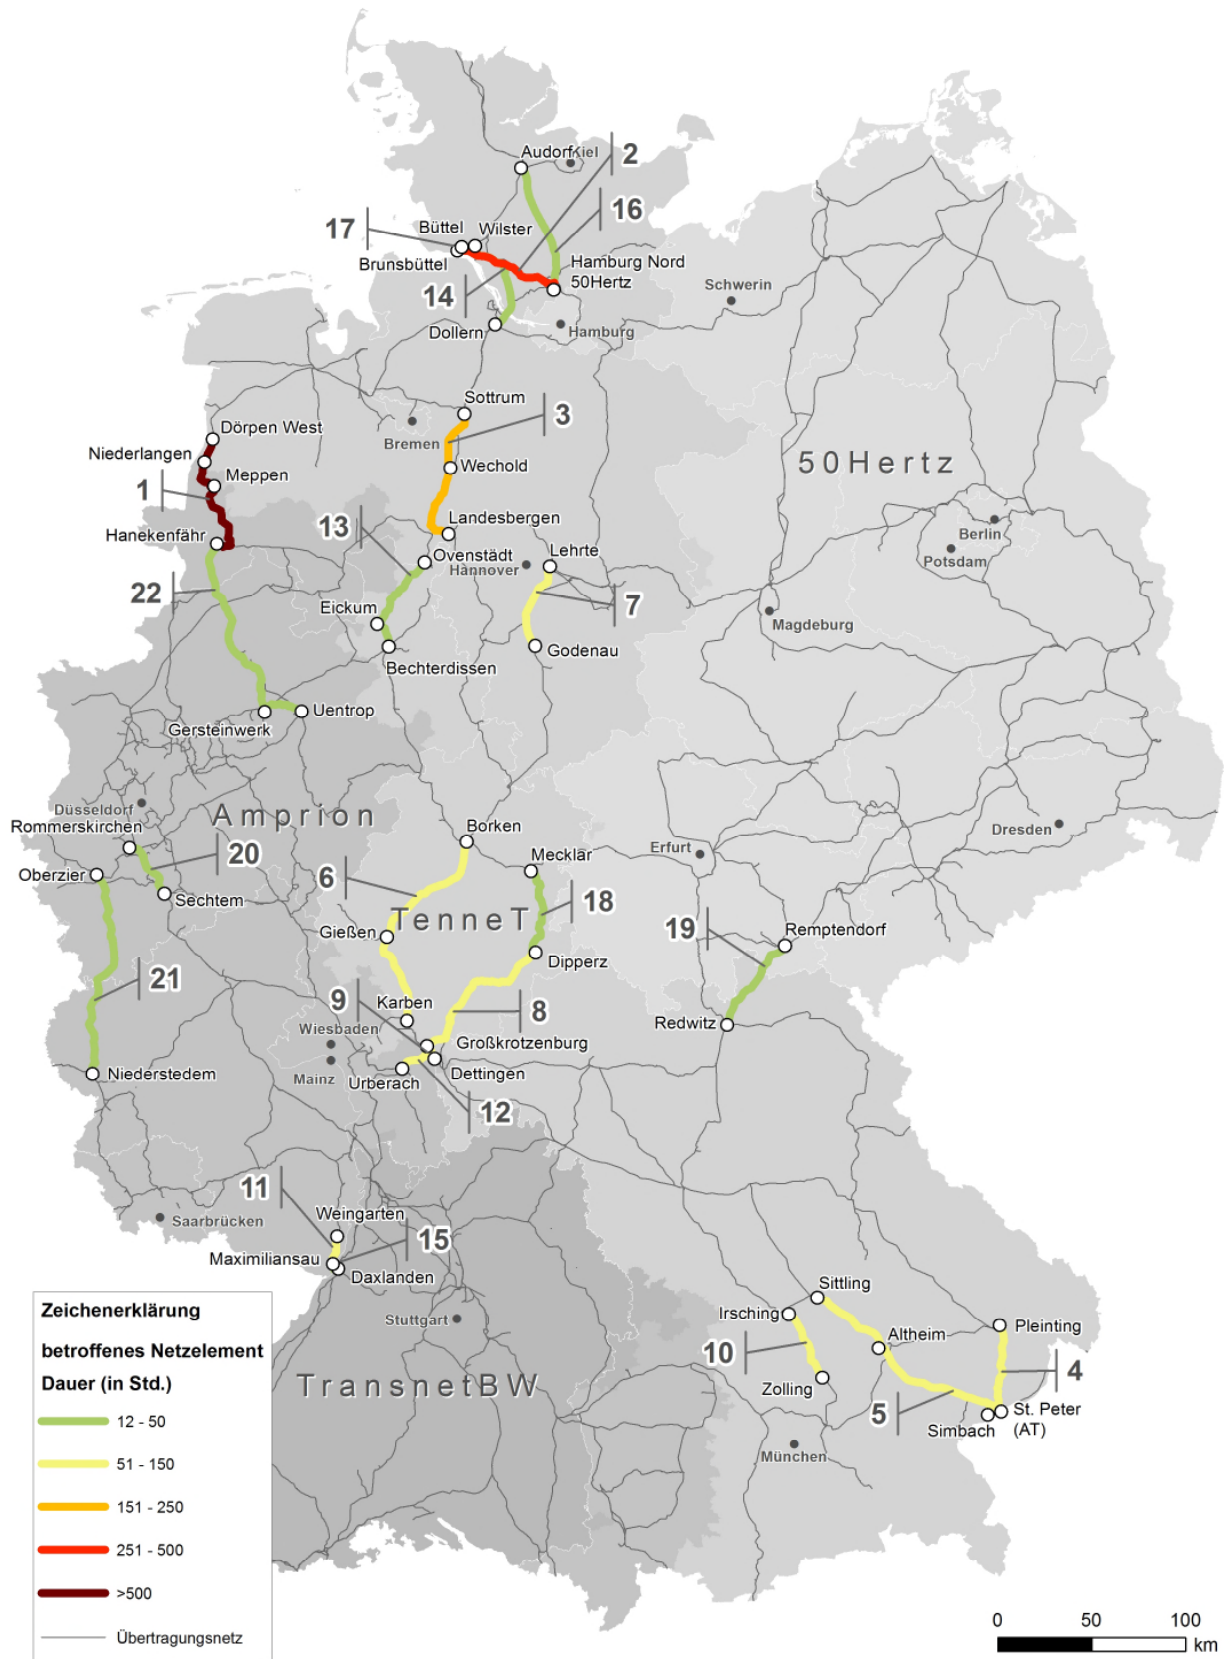 Audorf
Kiel
2
16
17
Büttel
Wilster
Brunsbüttel
Hamburg Nord
50Hertz
14
Schwerin
Dollern
Hamburg
Sottrum
3
Dörpen West
Bremen
Niederlangen
Wechold
50Hertz
Meppen
1
Hanekenfähr
13
Landesbergen
Berlin
Ovenstädt
Lehrte
Hannover
Potsdam
22
Eickum
7
Magdeburg
Godenau
Bechterdissen
Uentrop
Gersteinwerk
Düsseldorf
Amprion
Rommerskirchen
Borken
Dresden
20
Mecklar
Erfurt
Oberzier
6
Sechtem
18
TenneT
19
Remptendorf
Gießen
Dipperz
21
9
Karben
8
Redwitz
Wiesbaden
Großkrotzenburg
Niederstedem
Mainz
Urberach
Dettingen
12
11
Weingarten
Saarbrücken
15
Maximiliansau
Daxlanden
Sittling
Zeichenerklärung
Stuttgart
Irsching
Pleinting
betroffenes Netzelement
Altheim
10
Dauer (in Std.)
TransnetBW
Zolling
4
12 - 50
5
St. Peter
(AT)
Simbach
München
51 - 150
151 - 250
251 - 500
>500
Übertragungsnetz
0 50 100
km